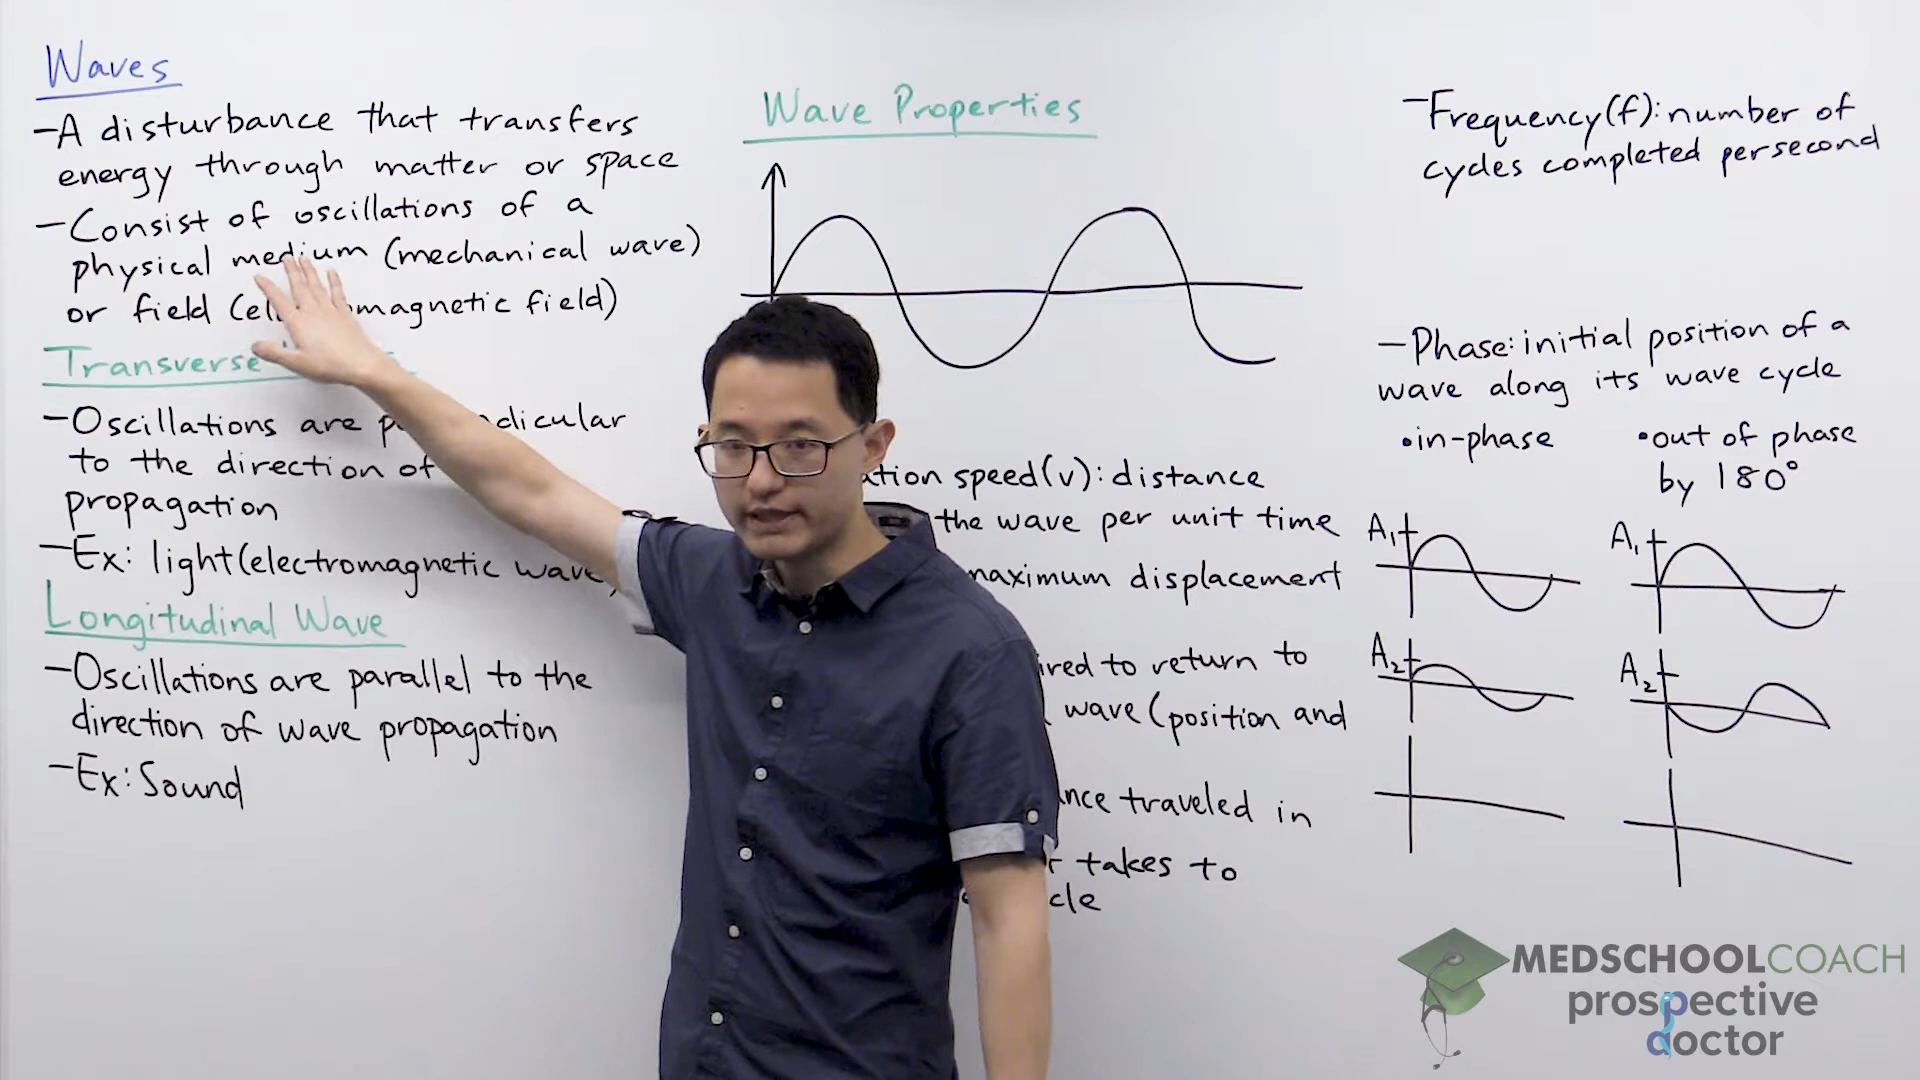 Waves
-A disturbance that transfers
energy through matter or space
-Consist of oscillations of a
physical medium (mechanical wave)
or field (el magnetic field)
Transverse
-Oscillations are p dicular
to the direction of
propagation
-Ex: light(electromagnetic wave
Longitudinal Wave
-Oscillations are parallel to the
direction of wave propagation
-Ex: Sound
Wave Properties
ation speed(v): distance
the wave per unit time
maximum displacement
ired to return to
wave (position and
nce traveled in
r takes to
cle
-Frequency(f): number of
cycles completed per second
-Phase: initial position of a
wave along its wave cycle
•in-phase
•out of phase
by 180°
A1
A2
A1
A2
MEDSCHOOLCOACH
prospective
doctor